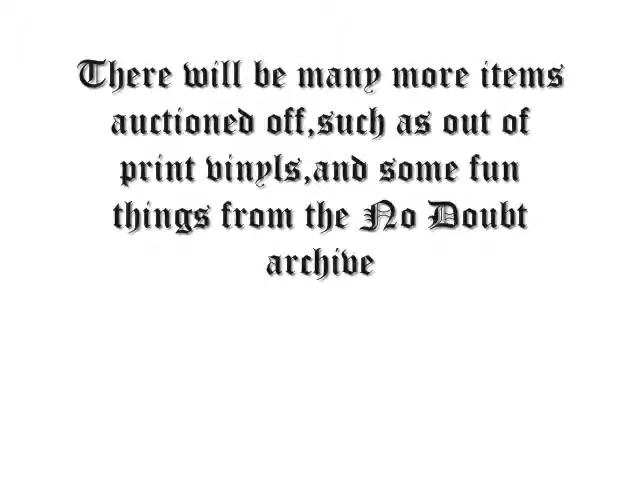 There will be many more items
auctioned off,such as out of
print vinyls,and some fun
things from the No Doubt
archive